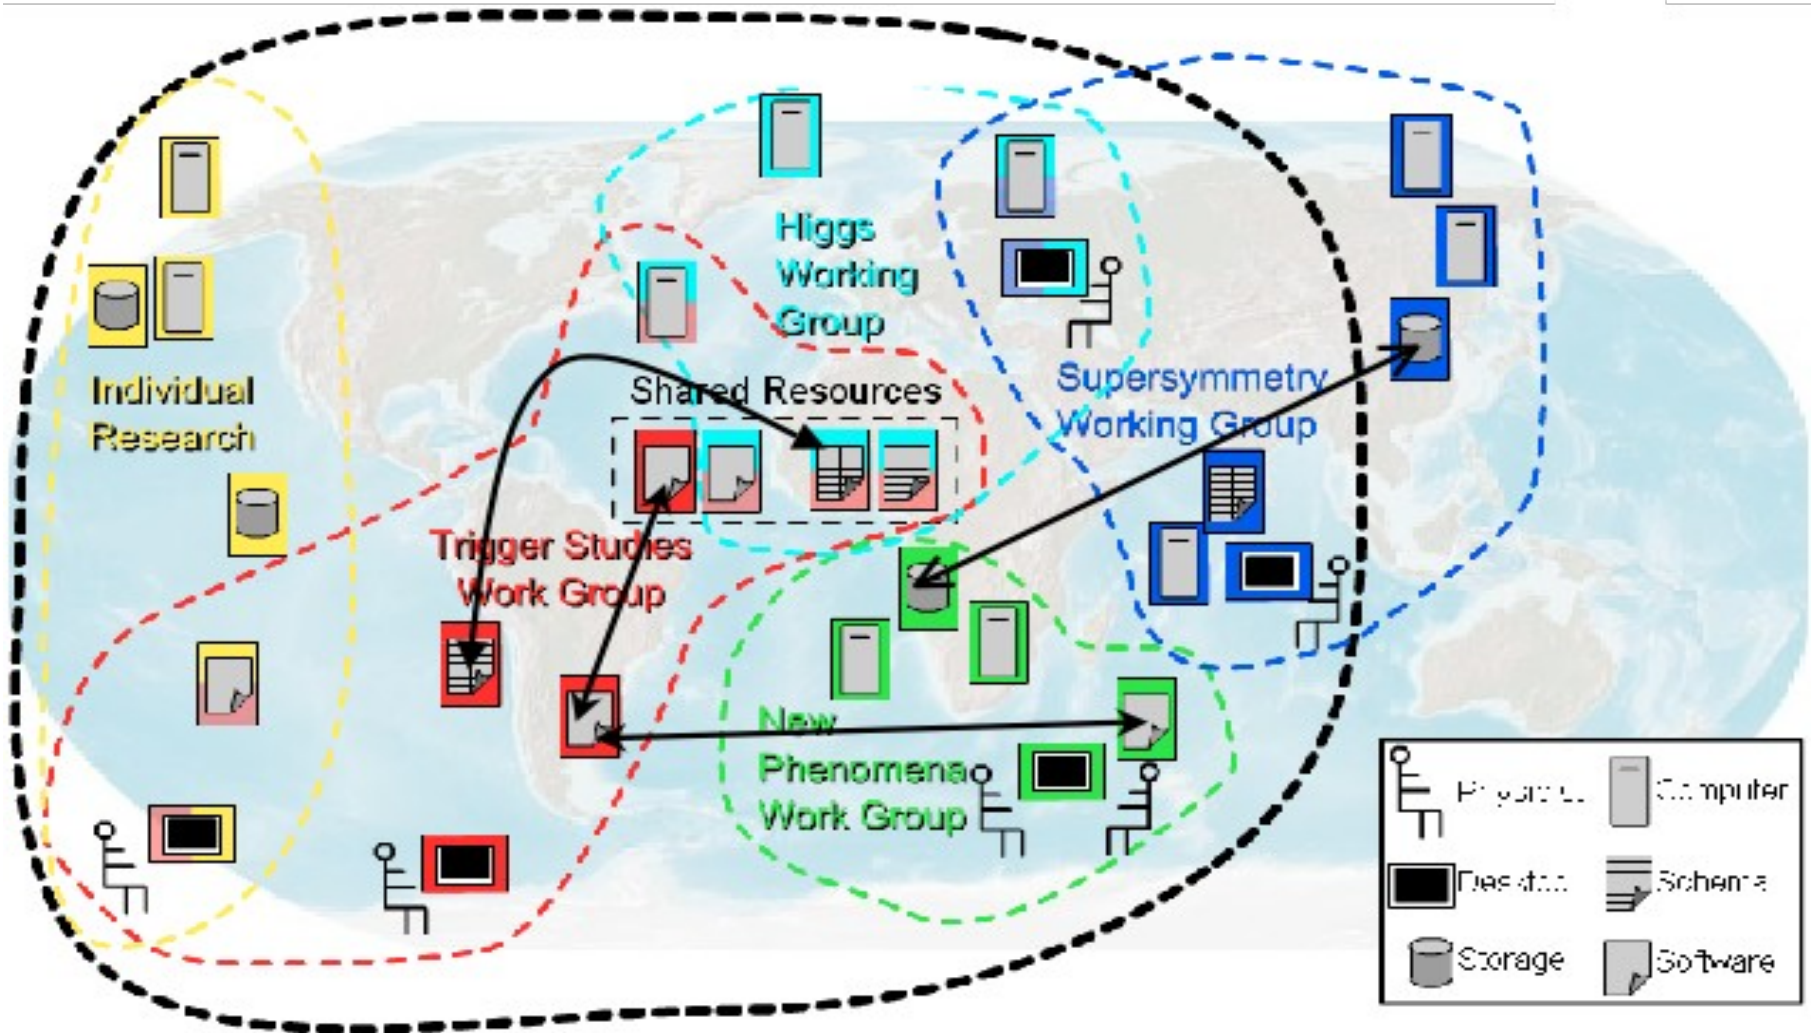 Higgs
Working
Group
Individual
Research
Shared Resources
Supersymmetry
Working Group
Trigger Studies
Work Group
New
Phenomena
Work Group
Computer
Schema
Storage
Software